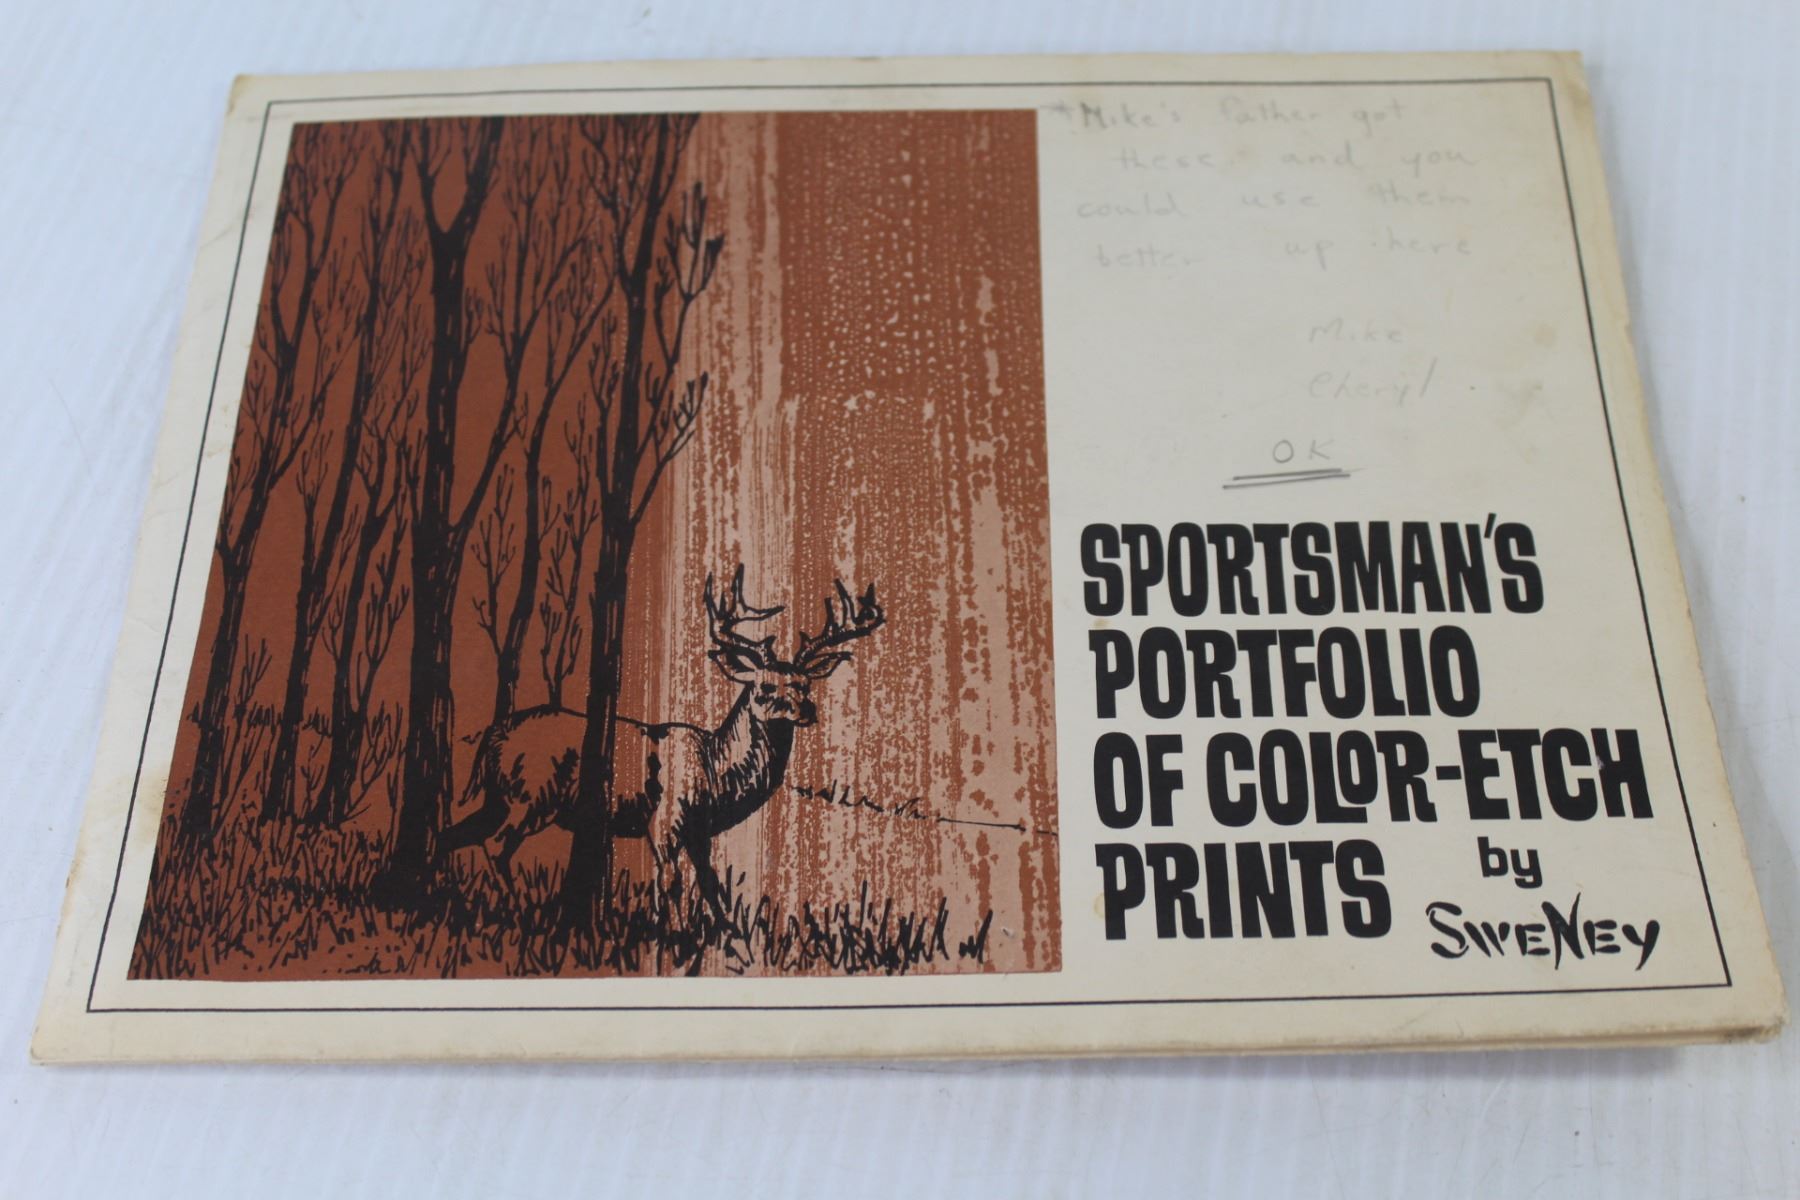 Mike's father got
these, and you
could use them
better up here
Mike
Cheryl
OK
SPORTSMAN'S
PORTFOLIO
OF COLOR-ETCH
PRINTS by
SWENEY